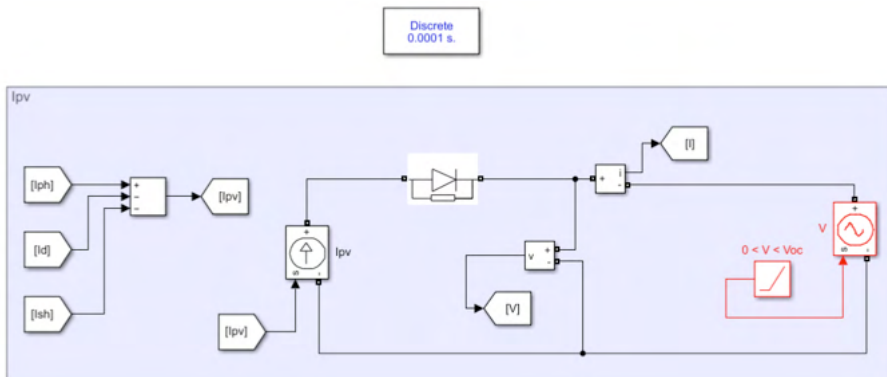 Discrete
0.0001 s.
Ipv
[Iph]
[Id]
[Ish]
+
−
−
[Ipv]
[Ipv]
+
s
-
Ipv
+
i
-
[I]
v
+
-
[V]
0 < V < Voc
V
+
s
-